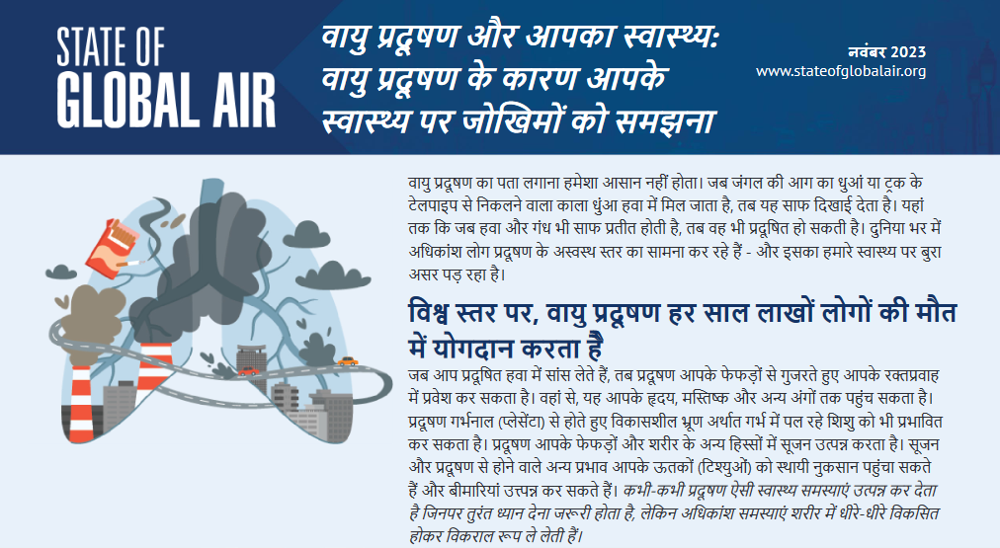 STATE OF
GLOBAL AIR
वायु प्रदूषण और आपका स्वास्थ्य:
वायु प्रदूषण के कारण आपके
स्वास्थ्य पर जोखिमों को समझना
नवंबर 2023
www.stateofglobalair.org
वायु प्रदूषण का पता लगाना हमेशा आसान नहीं होता। जब जंगल की आग का धुआं या ट्रक के
टेलपाइप से निकलने वाला काला धुंआ हवा में मिल जाता है, तब यह साफ दिखाई देता है। यहां
तक कि जब हवा और गंध भी साफ प्रतीत होती है, तब वह भी प्रदूषित हो सकती है। दुनिया भर में
अधिकांश लोग प्रदूषण के अस्वस्थ स्तर का सामना कर रहे हैं - और इसका हमारे स्वास्थ्य पर बुरा
असर पड़ रहा है।
विश्व स्तर पर, वायु प्रदूषण हर साल लाखों लोगों की मौत
में योगदान करता है
जब आप प्रदूषित हवा में सांस लेते हैं, तब प्रदूषण आपके फेफड़ों से गुजरते हुए आपके रक्तप्रवाह
में प्रवेश कर सकता है। वहां से, यह आपके हृदय, मस्तिष्क और अन्य अंगों तक पहुंच सकता है।
प्रदूषण गर्भनाल (प्लेसेंटा) से होते हुए विकासशील भ्रूण अर्थात गर्भ में पल रहे शिशु को भी प्रभावित
कर सकता है। प्रदूषण आपके फेफड़ों और शरीर के अन्य हिस्सों में सूजन उत्पन्न करता है। सूजन
और प्रदूषण से होने वाले अन्य प्रभाव आपके ऊतकों (टिश्युओं) को स्थायी नुकसान पहुंचा सकते
हैं और बीमारियां उत्त्पन्न कर सकते हैं। कभी-कभी प्रदूषण ऐसी स्वास्थ्य समस्याएं उत्पन्न कर देता
है जिनपर तुरंत ध्यान देना जरूरी होता है, लेकिन अधिकांश समस्याएं शरीर में धीरे-धीरे विकसित
होकर विकराल रूप ले लेती हैं।